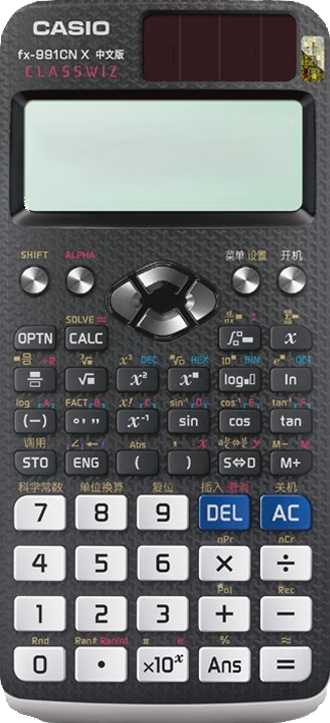 CASIO
fx-991CN X 中文版
CLASSWIZ
SHIFT ALPHA 菜单 设置 开机
SOLVE =
OPTN CALC x
x³ DEC HEX 10 BIN OCT
x² log ln
log A FACT B x! C sin⁻¹ D cos⁻¹ E tan⁻¹ F
(−) x⁻¹ sin cos tan
调用 ∠ ← Abs x M− M
STO ENG ( ) S⇔D M+
科学常数 单位换算 复位 插入 撤消 关机
7 8 9 DEL AC
nPr nCr
4 5 6 × ÷
Pol Rec
1 2 3 + −
Rnd Ran# RanInt π e % ≈
0 • ×10ˣ Ans =